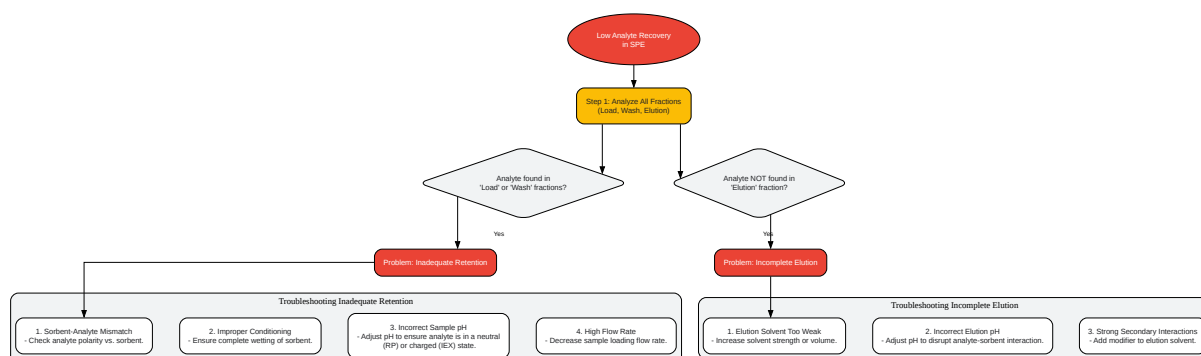 Low Analyte Recovery
in SPE
Step 1: Analyze All Fractions
(Load, Wash, Elution)
Analyte found in
'Load' or 'Wash' fractions?
Analyte NOT found in
'Elution' fraction?
Yes
Yes
Problem: Inadequate Retention
Problem: Incomplete Elution
Troubleshooting Inadequate Retention
1. Sorbent-Analyte Mismatch
- Check analyte polarity vs. sorbent.
2. Improper Conditioning
- Ensure complete wetting of sorbent.
3. Incorrect Sample pH
- Adjust pH to ensure analyte is in a neutral
(RP) or charged (IEX) state.
4. High Flow Rate
- Decrease sample loading flow rate.
Troubleshooting Incomplete Elution
1. Elution Solvent Too Weak
- Increase solvent strength or volume.
2. Incorrect Elution pH
- Adjust pH to disrupt analyte-sorbent interaction.
3. Strong Secondary Interactions
- Add modifier to elution solvent.